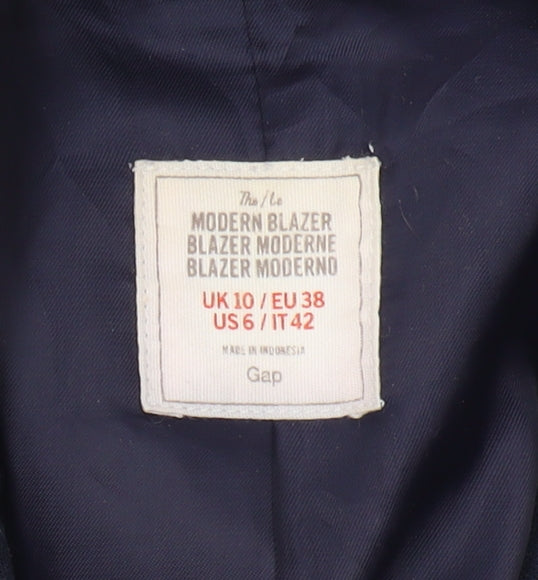 The/Le
MODERN BLAZER
BLAZER MODERNE
BLAZER MODERNO
UK 10 / EU 38
US 6 / IT 42
MADE IN INDONESIA
Gap